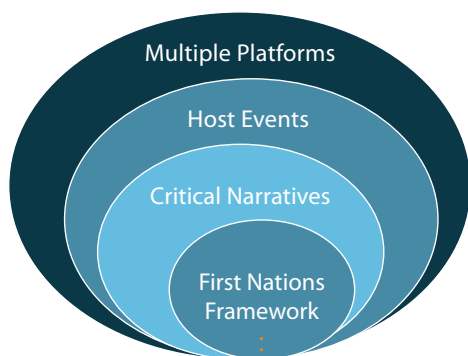 Multiple Platforms
Host Events
Critical Narratives
First Nations
Framework
: